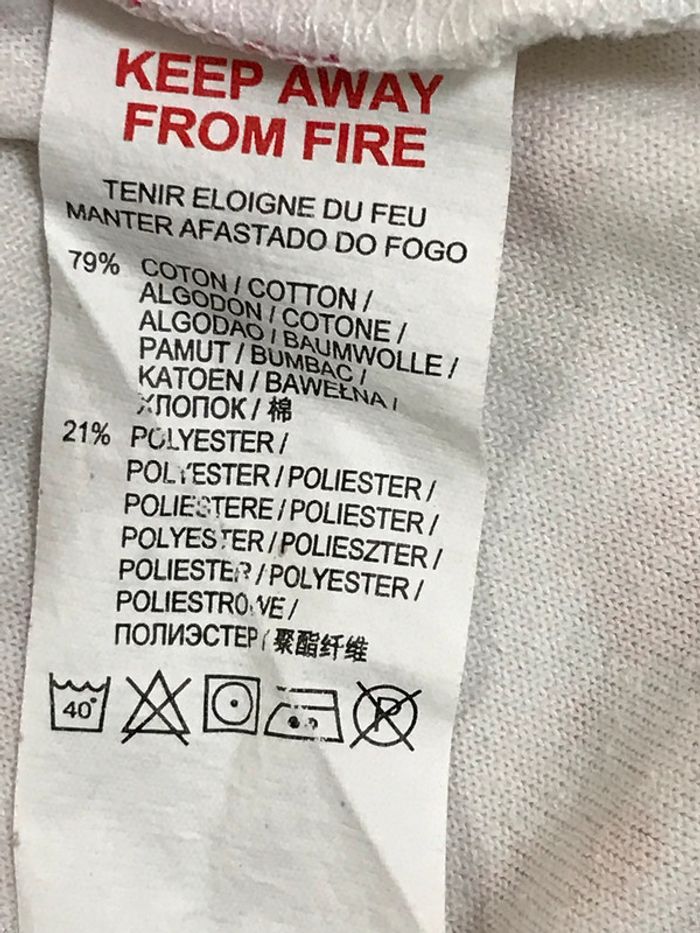 KEEP AWAY
FROM FIRE
TENIR ELOIGNE DU FEU
MANTER AFASTADO DO FOGO
79% COTON / COTTON /
ALGODON / COTONE /
ALGODAO / BAUMWOLLE /
PAMUT / BUMBAC /
KATOEN / BAWEŁNA /
ХЛОПОК / 棉
21% POLYESTER /
POLYESTER / POLIESTER /
POLIESTERE / POLIESTER /
POLYESTER / POLIESZTER /
POLIESTER / POLYESTER /
POLIESTROWE /
ПОЛИЭСТЕР / 聚酯纤维
40° P